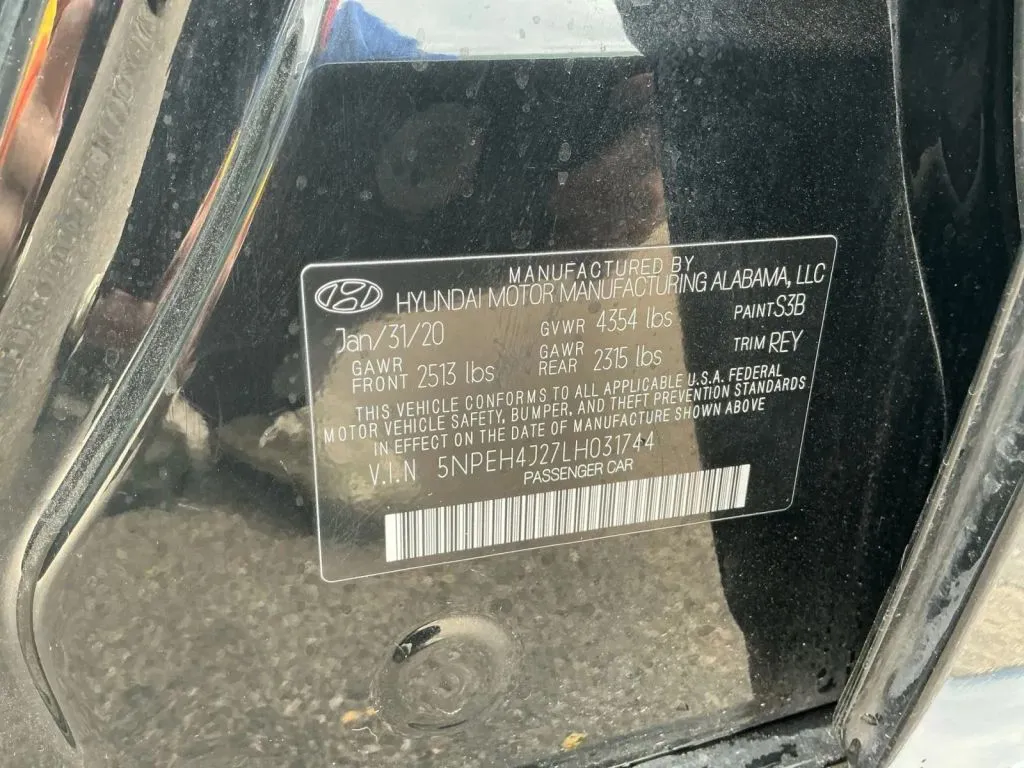 MANUFACTURED BY
HYUNDAI MOTOR MANUFACTURING ALABAMA, LLC
Jan/31/20 GVWR 4354 lbs PAINT S3B
GAWR FRONT 2513 lbs GAWR REAR 2315 lbs TRIM REY
THIS VEHICLE CONFORMS TO ALL APPLICABLE U.S.A. FEDERAL
MOTOR VEHICLE SAFETY, BUMPER, AND THEFT PREVENTION STANDARDS
IN EFFECT ON THE DATE OF MANUFACTURE SHOWN ABOVE
V.I.N 5NPEH4J27LH031744
PASSENGER CAR